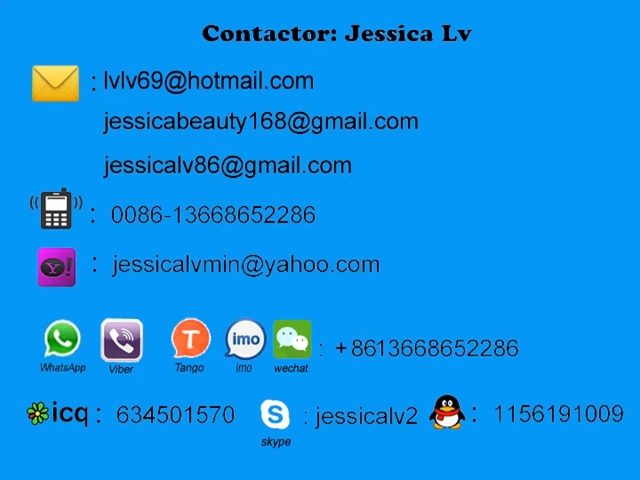 Contactor: Jessica Lv
: lvlv69@hotmail.com
jessicabeauty168@gmail.com
jessicalv86@gmail.com
: 0086-13668652286
Y! : jessicalvmin@yahoo.com
T imo : +8613668652286
WhatsApp Viber Tango imo wechat
icq : 634501570 S : jessicalv2 : 1156191009
skype